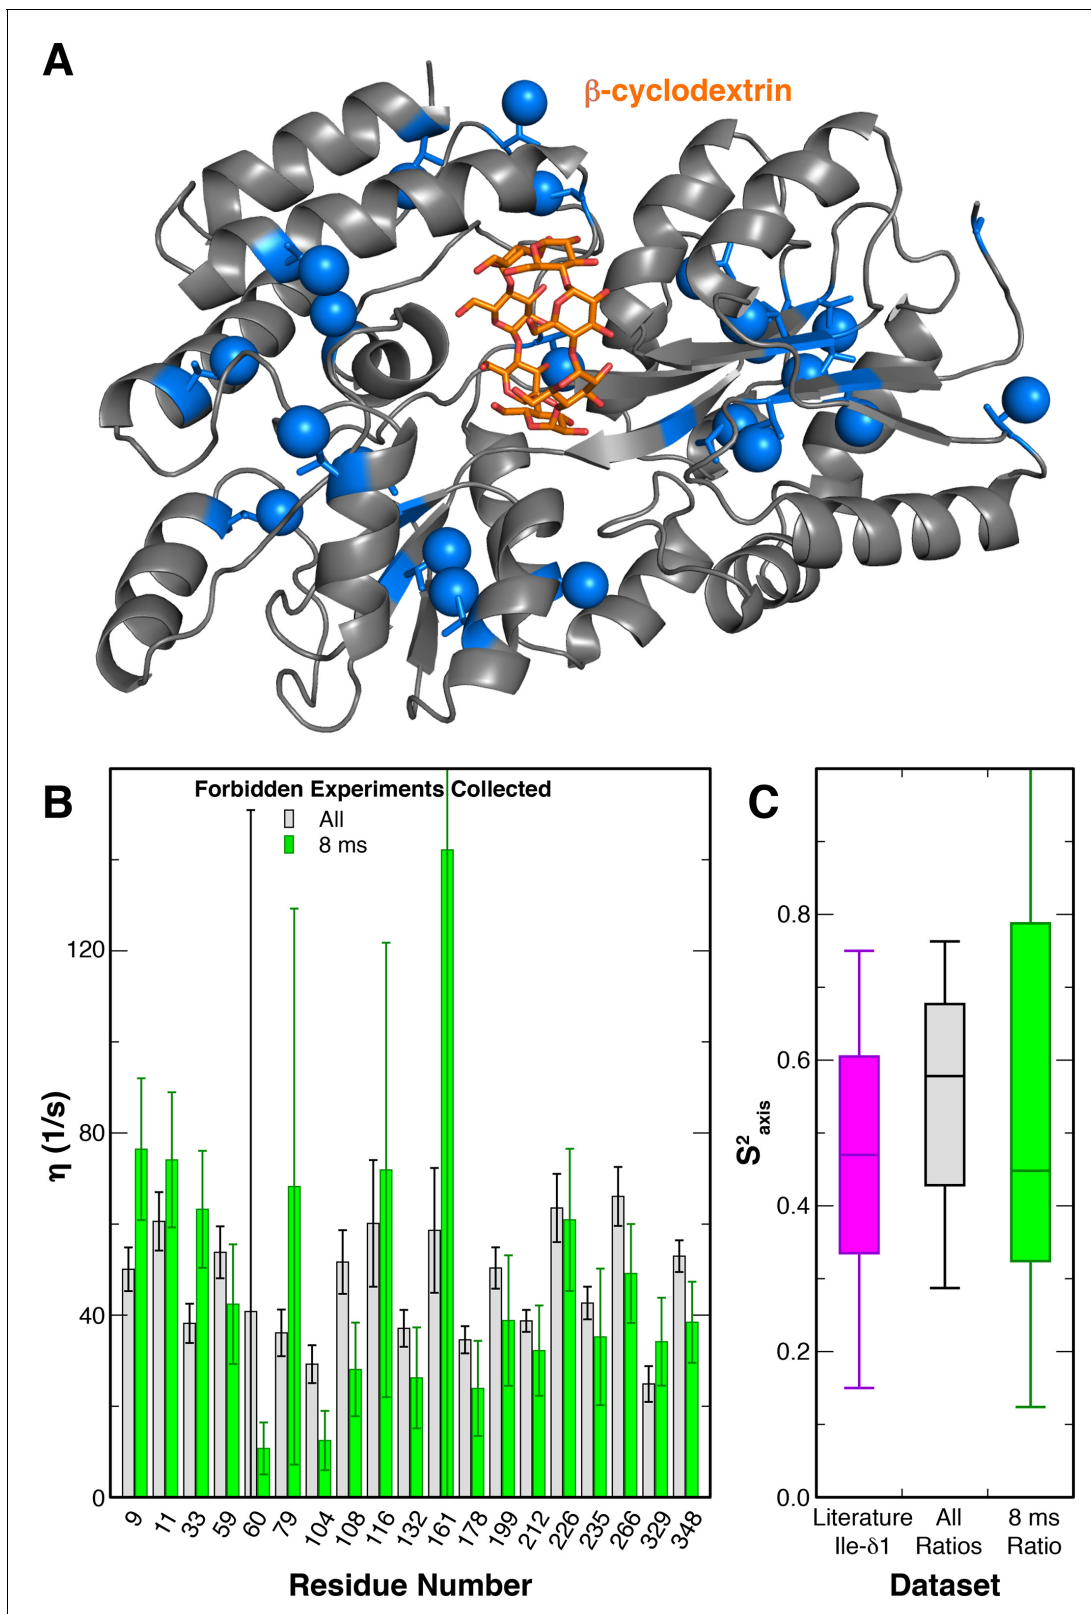 A
β-cyclodextrin
B
Forbidden Experiments Collected
All
8 ms
120
80
40
0
η (1/s)
9 11 33 59 60 79 104 108 116 132 161 178 199 212 226 235 266 329 348
Residue Number
C
0.8
0.6
0.4
0.2
0.0
S²axis
Literature Ile-δ1
All Ratios
8 ms Ratio
Dataset